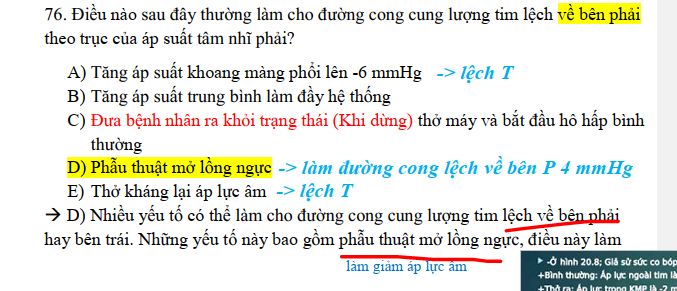 76. Điều nào sau đây thường làm cho đường cong cung lượng tim lệch về bên phải
theo trục của áp suất tâm nhĩ phải?
A) Tăng áp suất khoang màng phổi lên -6 mmHg -> lệch T
B) Tăng áp suất trung bình làm đầy hệ thống
C) Đưa bệnh nhân ra khỏi trạng thái (Khi dừng) thở máy và bắt đầu hô hấp bình
thường
D) Phẫu thuật mở lồng ngực -> làm đường cong lệch về bên P 4 mmHg
E) Thở kháng lại áp lực âm -> lệch T
→ D) Nhiều yếu tố có thể làm cho đường cong cung lượng tim lệch về bên phải
hay bên trái. Những yếu tố này bao gồm phẫu thuật mở lồng ngực, điều này làm
làm giảm áp lực âm
-Ở hình 20.8; Giả sử sức co bóp
+Bình thường: Áp lực ngoài tim là
+Thở ra: Áp lực trong KMP là -2 m